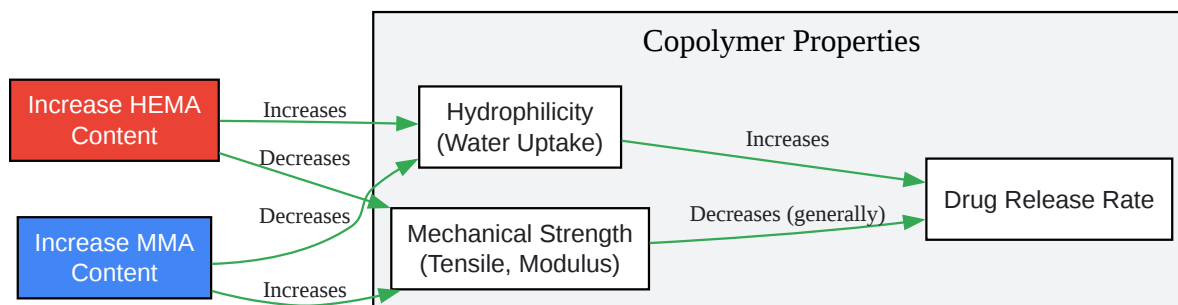 Copolymer Properties
Increase HEMA
Content
Increases
Hydrophilicity
(Water Uptake)
Increases
Decreases
Drug Release Rate
Decreases
Decreases (generally)
Increase MMA
Content
Mechanical Strength
(Tensile, Modulus)
Increases